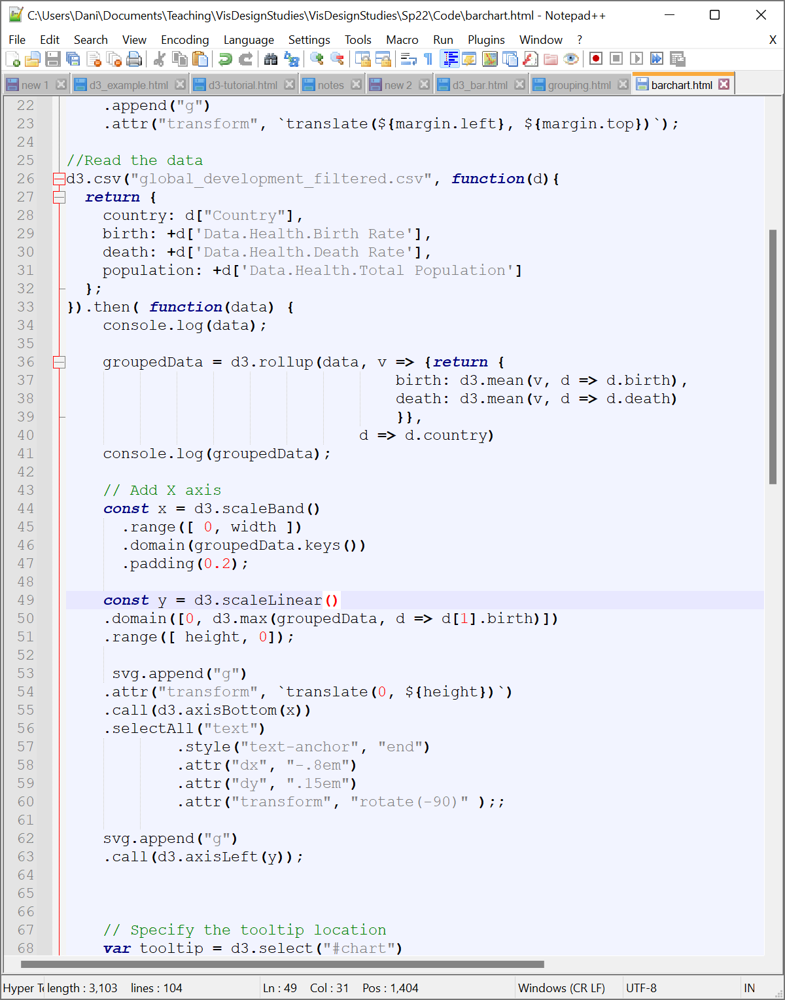 C:\Users\Dani\Documents\Teaching\VisDesignStudies\VisDesignStudies\Sp22\Code\barchart.html - Notepad++
File Edit Search View Encoding Language Settings Tools Macro Run Plugins Window ? X
new 1 d3_example.html d3-tutorial.html notes new 2 d3_bar.html grouping.html barchart.html
22     .append("g")
23     .attr("transform", `translate(${margin.left}, ${margin.top})`);
24
25 //Read the data
26 d3.csv("global_development_filtered.csv", function(d){
27   return {
28     country: d["Country"],
29     birth: +d['Data.Health.Birth Rate'],
30     death: +d['Data.Health.Death Rate'],
31     population: +d['Data.Health.Total Population']
32   };
33 }).then( function(data) {
34     console.log(data);
35
36     groupedData = d3.rollup(data, v => {return {
37                                     birth: d3.mean(v, d => d.birth),
38                                     death: d3.mean(v, d => d.death)
39                                     }},
40                                 d => d.country)
41     console.log(groupedData);
42
43     // Add X axis
44     const x = d3.scaleBand()
45       .range([ 0, width ])
46       .domain(groupedData.keys())
47       .padding(0.2);
48
49     const y = d3.scaleLinear()
50     .domain([0, d3.max(groupedData, d => d[1].birth)])
51     .range([ height, 0]);
52
53      svg.append("g")
54     .attr("transform", `translate(0, ${height})`)
55     .call(d3.axisBottom(x))
56     .selectAll("text")
57             .style("text-anchor", "end")
58             .attr("dx", "-.8em")
59             .attr("dy", ".15em")
60             .attr("transform", "rotate(-90)" );;
61
62     svg.append("g")
63     .call(d3.axisLeft(y));
64
65
66
67     // Specify the tooltip location
68     var tooltip = d3.select("#chart")
Hyper Te length : 3,103 lines : 104 Ln : 49 Col : 31 Pos : 1,404 Windows (CR LF) UTF-8 IN